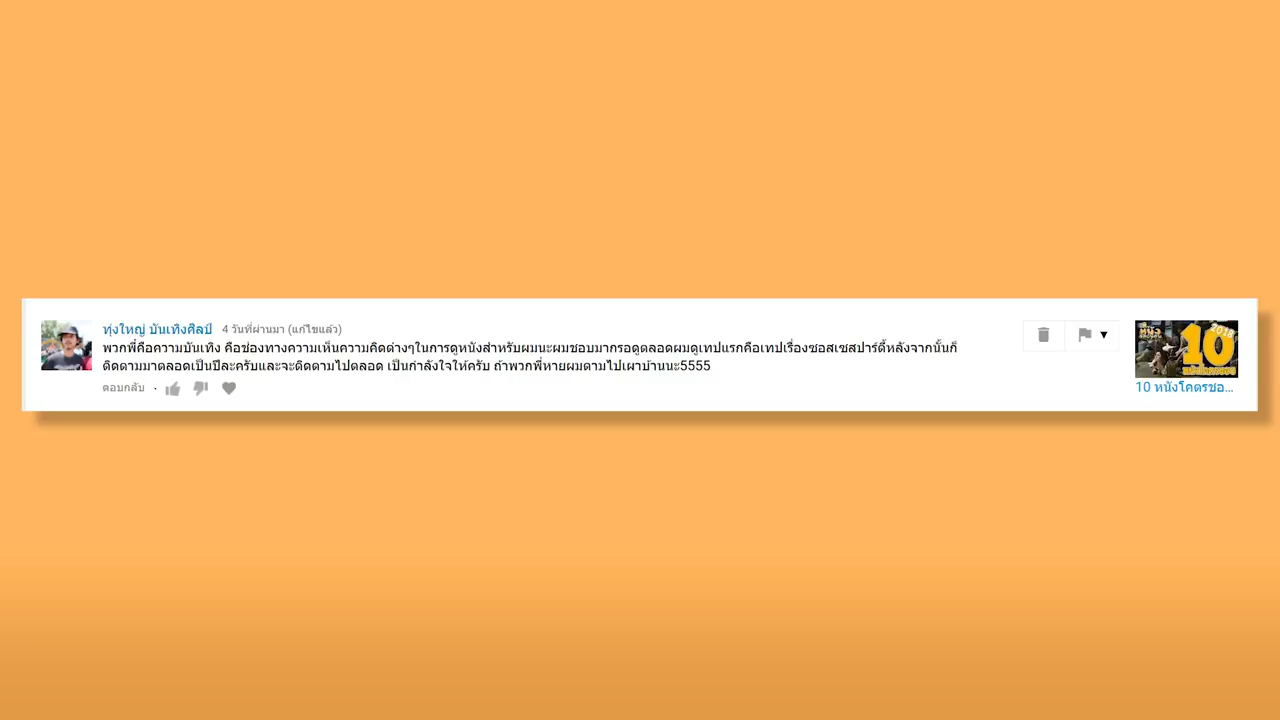 ทุ่งใหญ่ บันเทิงศิลป์ 4 วันที่ผ่านมา (แก้ไขแล้ว)
พวกพี่คือความบันเทิง คือช่องทางความเห็นความคิดต่างๆในการดูหนังสำหรับผมนะผมชอบมากรอดูตลอดผมดูเทปแรกคือเทปเรื่องซอสเซสปาร์ตี้หลังจากนั้นก็
ติดตามมาตลอดเป็นปีละครับและจะติดตามไปตลอด เป็นกำลังใจให้ครับ ถ้าพวกพี่หายผมตามไปเผาบ้านนะ5555
ตอบกลับ
2018
10
10 หนังโคตรชอ...